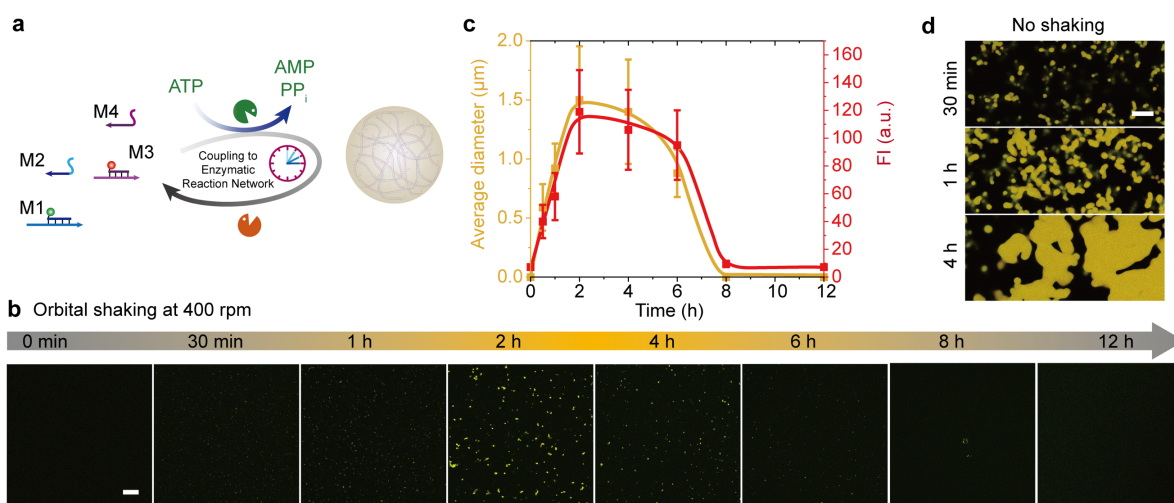 a
ATP
AMP
PPi
M4
M2
M3
M1
Coupling to
Enzymatic
Reaction Network
c
Average diameter (μm)
2.0
1.5
1.0
0.5
0.0
FI (a.u.)
160
140
120
100
80
60
40
20
0
0 2 4 6 8 10 12
Time (h)
d
No shaking
30 min
1 h
4 h
b Orbital shaking at 400 rpm
0 min 30 min 1 h 2 h 4 h 6 h 8 h 12 h